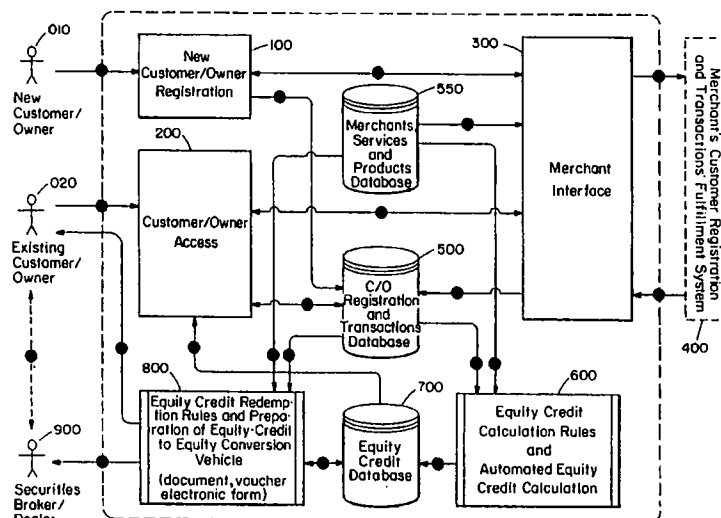 010
New
Customer/
Owner
100
New
Customer/Owner
Registration
300
Merchant
Interface
550
Merchants,
Services
and
Products
Database
Merchant's Customer Registration
and Transactions' Fulfillment System
400
020
Existing
Customer/
Owner
200
Customer/Owner
Access
500
C/O
Registration
and
Transactions
Database
800
Equity Credit Redemp-
tion Rules and Prepa-
ration of Equity-Credit
to Equity Conversion
Vehicle
(document, voucher
electronic form)
700
Equity
Credit
Database
600
Equity Credit
Calculation Rules
and
Automated Equity
Credit Calculation
900
Securities
Broker/
Dealer